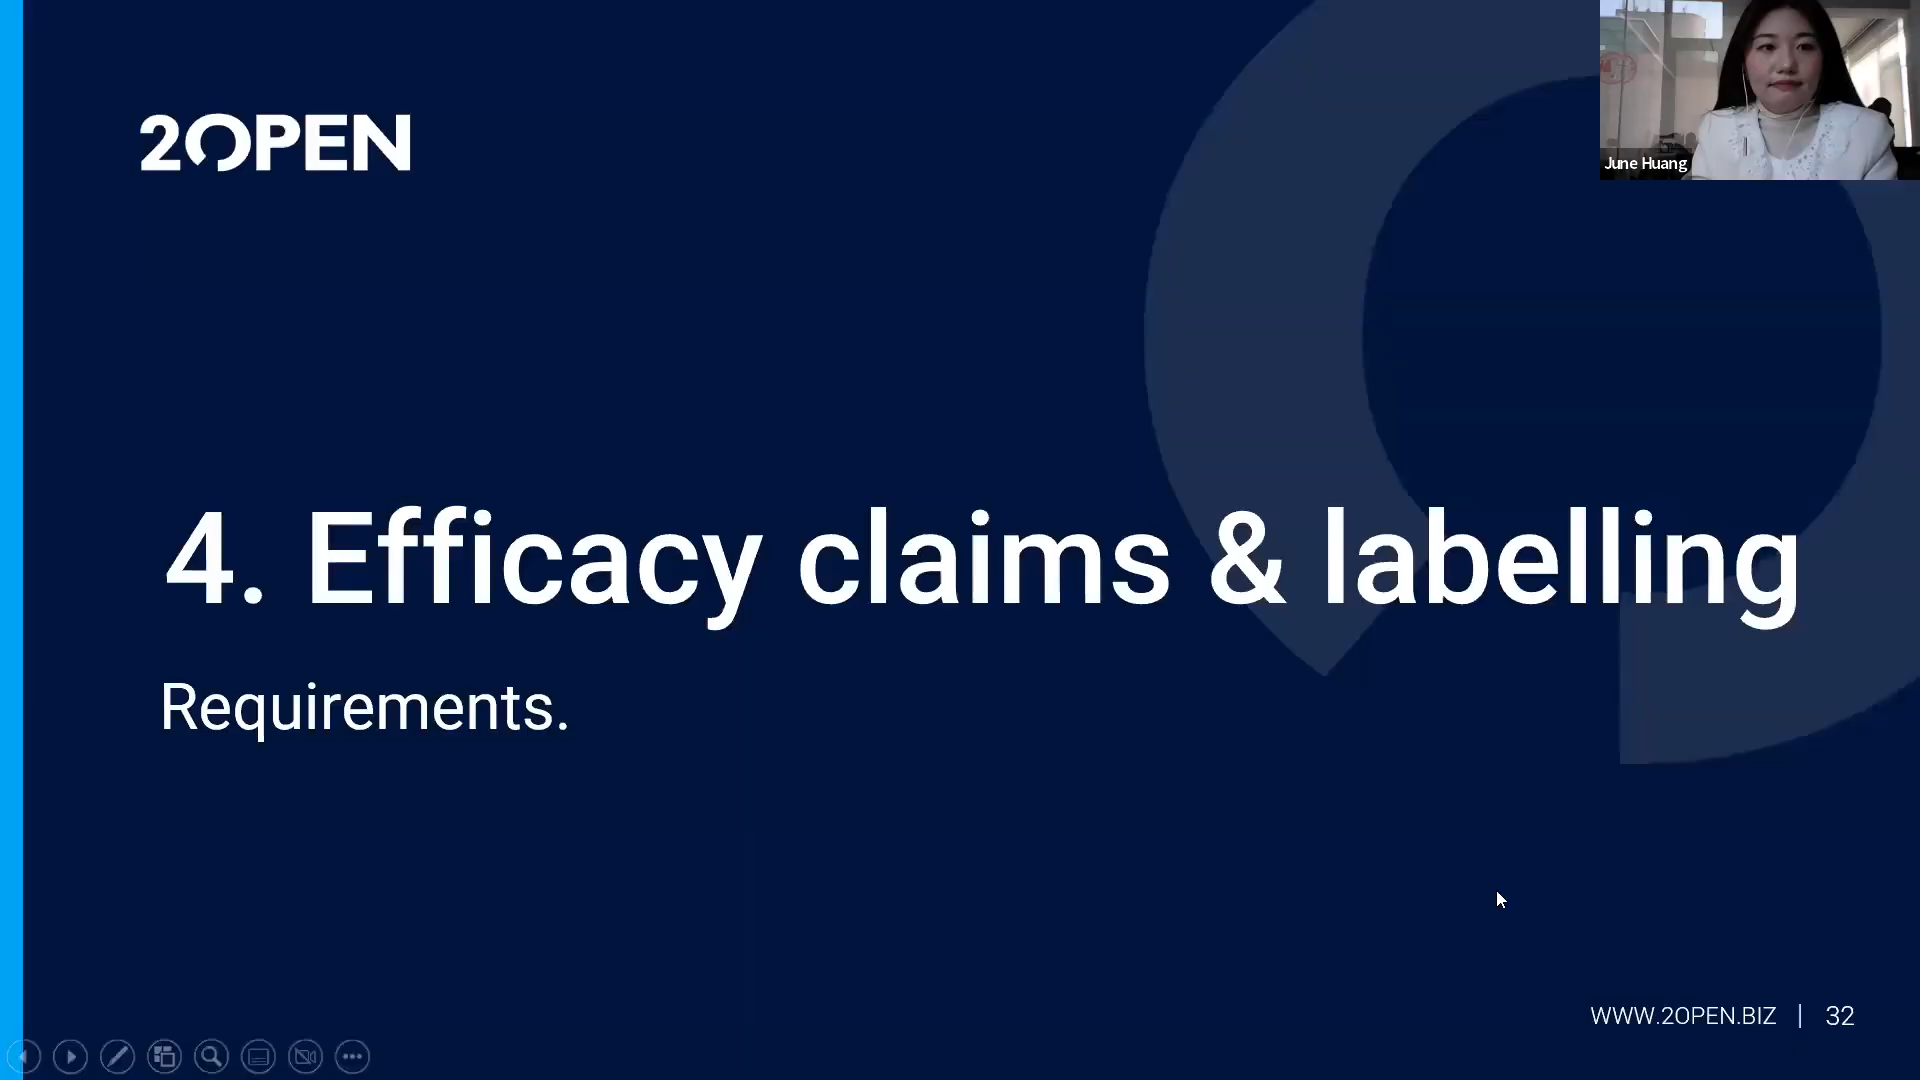 2OPEN
June Huang
4. Efficacy claims & labelling
Requirements.
WWW.2OPEN.BIZ | 32